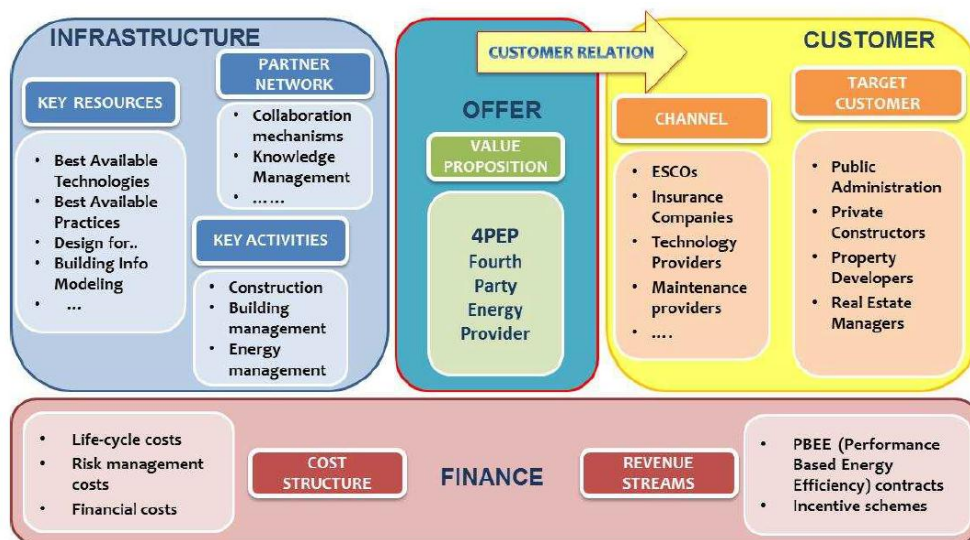 INFRASTRUCTURE
PARTNER
NETWORK
KEY RESOURCES
• Collaboration
mechanisms
• Knowledge
Management
• ......
• Best Available
Technologies
• Best Available
Practices
• Design for..
• Building Info
Modeling
• ...
KEY ACTIVITIES
• Construction
• Building
management
• Energy
management
OFFER
VALUE
PROPOSITION
4PEP
Fourth
Party
Energy
Provider
CUSTOMER RELATION
CUSTOMER
CHANNEL
• ESCOs
• Insurance
Companies
• Technology
Providers
• Maintenance
providers
• ....
TARGET
CUSTOMER
• Public
Administration
• Private
Constructors
• Property
Developers
• Real Estate
Managers
• Life-cycle costs
• Risk management
costs
• Financial costs
COST
STRUCTURE
FINANCE
REVENUE
STREAMS
• PBEE (Performance
Based Energy
Efficiency) contracts
• Incentive schemes